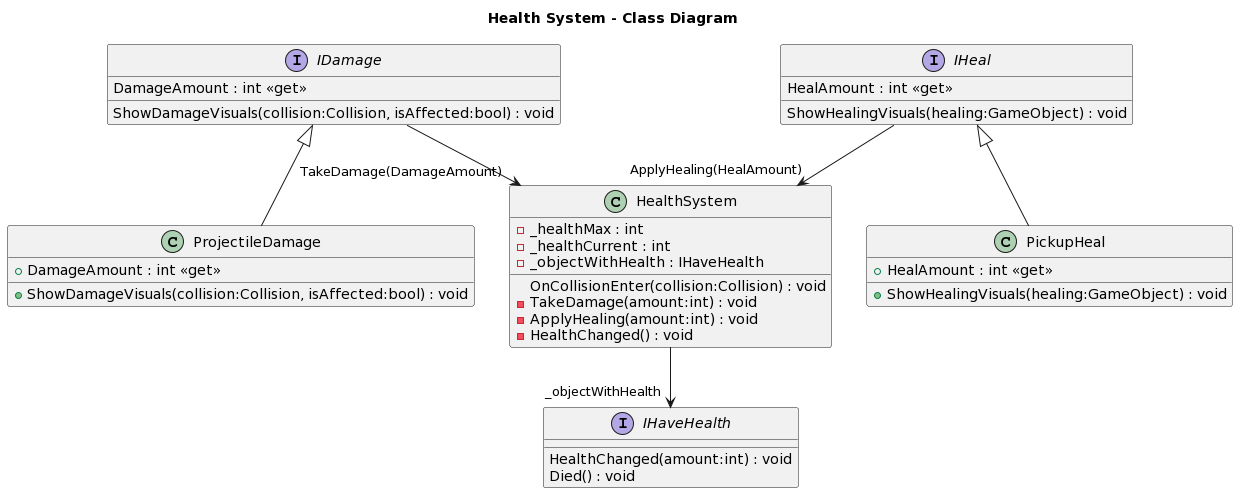 Health System - Class Diagram
I IDamage
DamageAmount : int «get»
ShowDamageVisuals(collision:Collision, isAffected:bool) : void
I IHeal
HealAmount : int «get»
ShowHealingVisuals(healing:GameObject) : void
TakeDamage(DamageAmount)
ApplyHealing(HealAmount)
C ProjectileDamage
DamageAmount : int «get»
ShowDamageVisuals(collision:Collision, isAffected:bool) : void
C HealthSystem
_healthMax : int
_healthCurrent : int
_objectWithHealth : IHaveHealth
OnCollisionEnter(collision:Collision) : void
TakeDamage(amount:int) : void
ApplyHealing(amount:int) : void
HealthChanged() : void
C PickupHeal
HealAmount : int «get»
ShowHealingVisuals(healing:GameObject) : void
_objectWithHealth
I IHaveHealth
HealthChanged(amount:int) : void
Died() : void